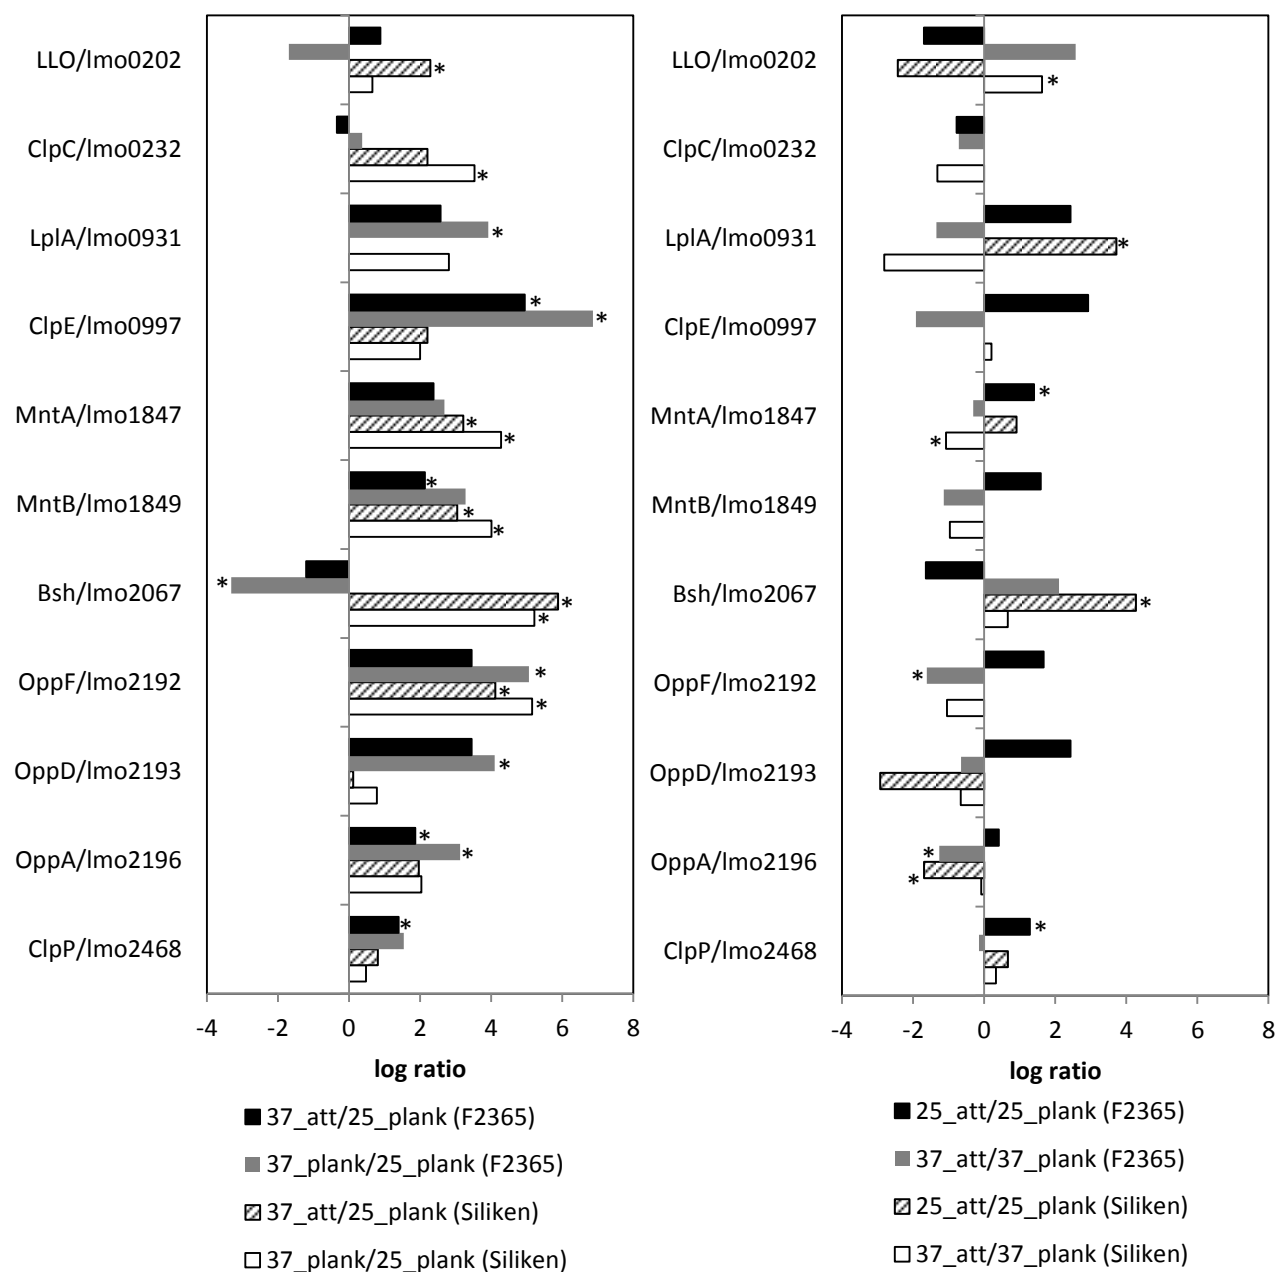 LLO/lmo0202
ClpC/lmo0232
LplA/lmo0931
ClpE/lmo0997
MntA/lmo1847
MntB/lmo1849
Bsh/lmo2067
OppF/lmo2192
OppD/lmo2193
OppA/lmo2196
ClpP/lmo2468
-4 -2 0 2 4 6 8
log ratio
37_att/25_plank (F2365)
37_plank/25_plank (F2365)
37_att/25_plank (Siliken)
37_plank/25_plank (Siliken)
LLO/lmo0202
ClpC/lmo0232
LplA/lmo0931
ClpE/lmo0997
MntA/lmo1847
MntB/lmo1849
Bsh/lmo2067
OppF/lmo2192
OppD/lmo2193
OppA/lmo2196
ClpP/lmo2468
-4 -2 0 2 4 6 8
log ratio
25_att/25_plank (F2365)
37_att/37_plank (F2365)
25_att/25_plank (Siliken)
37_att/37_plank (Siliken)